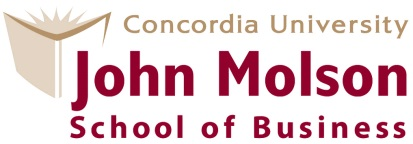 Concordia University
John Molson
School of Business